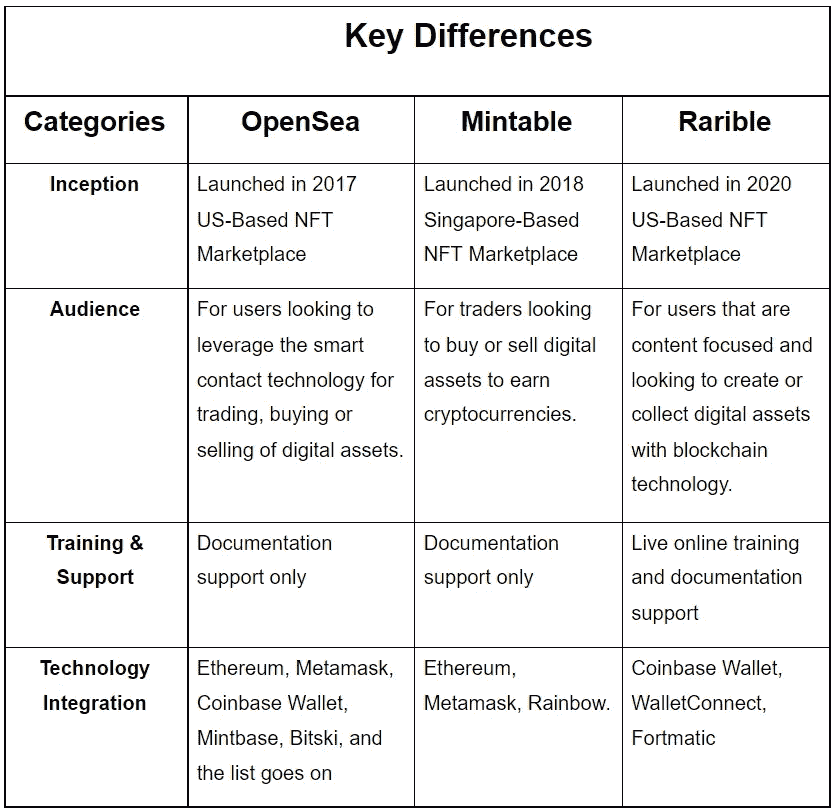 Key Differences
Categories OpenSea Mintable Rarible
Inception
Launched in 2017
US-Based NFT
Marketplace
Launched in 2018
Singapore-Based
NFT Marketplace
Launched in 2020
US-Based NFT
Marketplace
Audience
For users looking to
leverage the smart
contact technology for
trading, buying or
selling of digital assets.
For traders looking
to buy or sell digital
assets to earn
cryptocurrencies.
For users that are
content focused and
looking to create or
collect digital assets
with blockchain
technology.
Training &
Support
Documentation
support only
Documentation
support only
Live online training
and documentation
support
Technology
Integration
Ethereum, Metamask,
Coinbase Wallet,
Mintbase, Bitski, and
the list goes on
Ethereum,
Metamask, Rainbow.
Coinbase Wallet,
WalletConnect,
Fortmatic